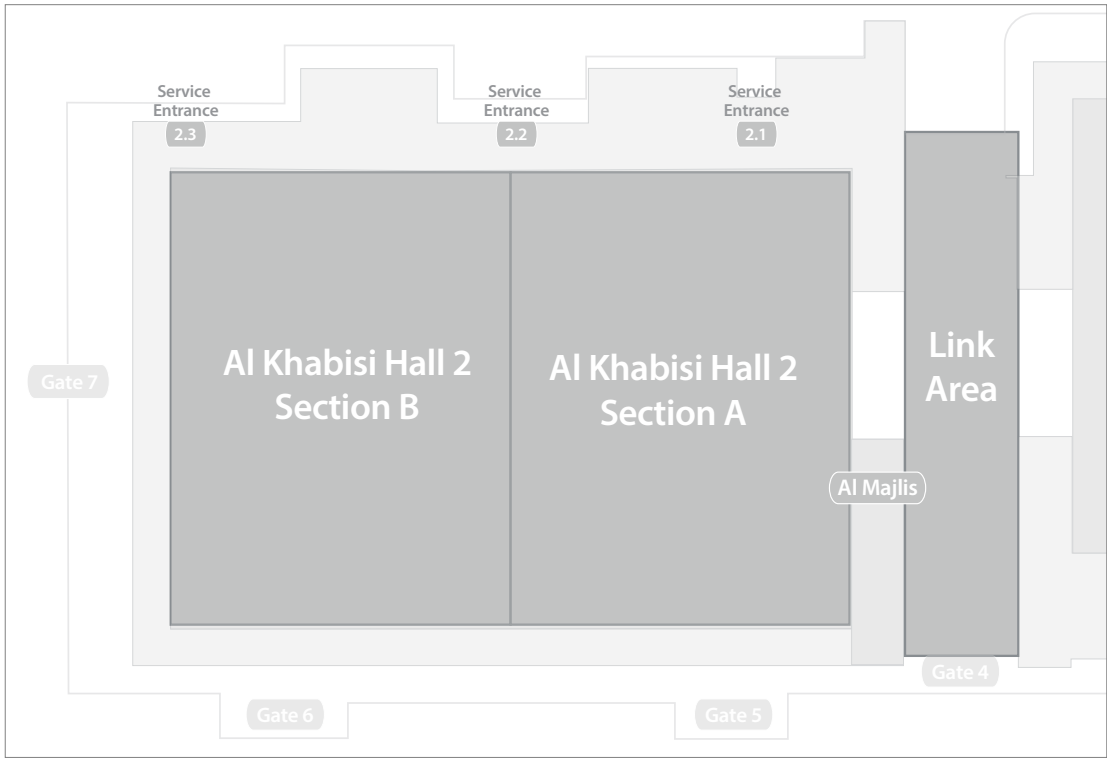 Service
Entrance
2.3
Service
Entrance
2.2
Service
Entrance
2.1
Al Khabisi Hall 2
Section B
Al Khabisi Hall 2
Section A
Link
Area
Gate 7
Al Majlis
Gate 4
Gate 6
Gate 5